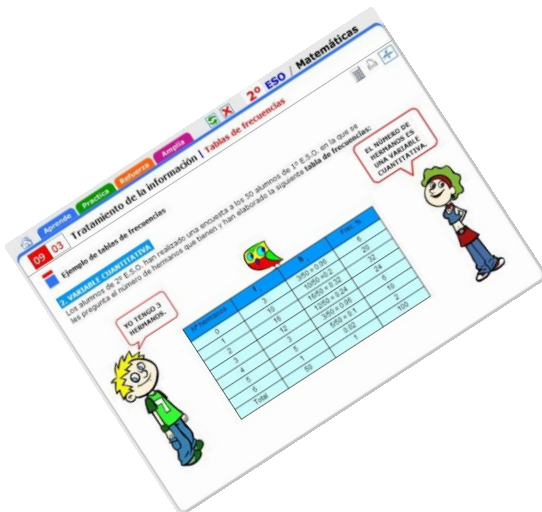 2º ESO / Matemáticas
Aprende Practica Refuerza Amplía
09 03 Tratamiento de la información | Tablas de frecuencias
Ejemplo de tablas de frecuencias
2. VARIABLE CUANTITATIVA
Los alumnos de 2º E.S.O. han realizado una encuesta a los 50 alumnos de 1º E.S.O. en la que se
les pregunta el número de hermanos que tienen y han elaborado la siguiente tabla de frecuencias:
EL NÚMERO DE
HERMANOS ES
UNA VARIABLE
CUANTITATIVA.
YO TENGO 3
HERMANOS.
Nº hermanos f
0 3 3/50 = 0.06 6
1 10 10/50 =0.2 20
2 16 16/50 = 0.32 32
3 12 12/50 = 0.24 24
4 3 3/50 = 0.06 6
5 5 5/50 = 0.1 10
6 1 0.02 2
Total 50 1 100